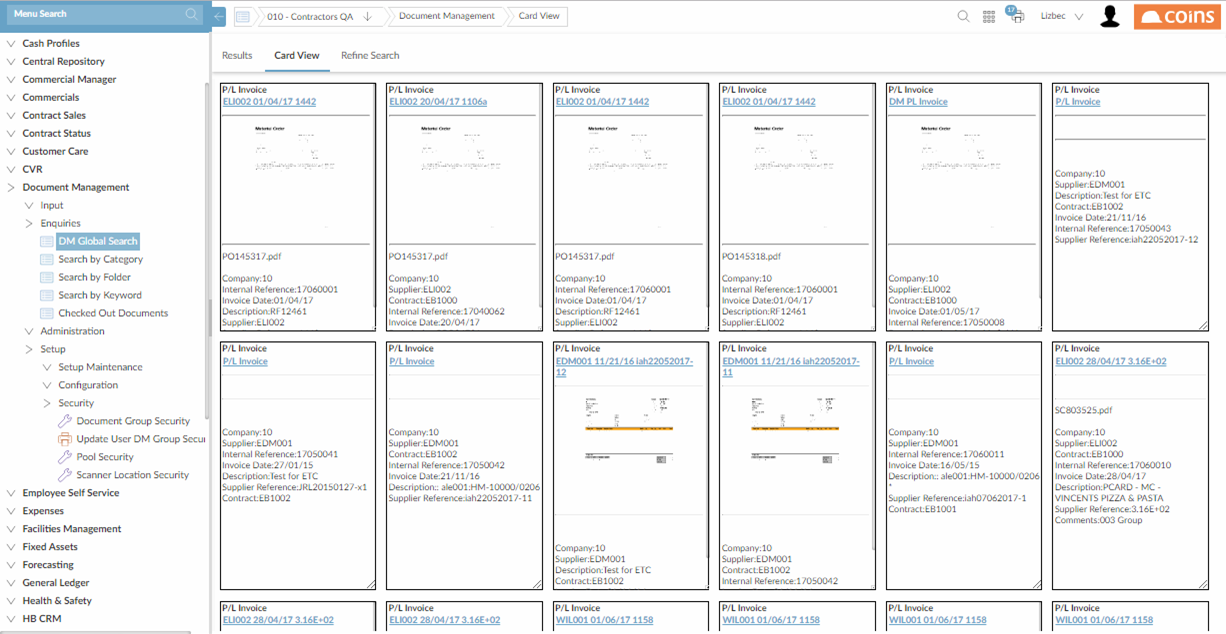 Menu Search
010 - Contractors QA
Document Management
Card View
17
Lizbec
coins
Cash Profiles
Central Repository
Commercial Manager
Commercials
Contract Sales
Contract Status
Customer Care
CVR
Document Management
Input
Enquiries
DM Global Search
Search by Category
Search by Folder
Search by Keyword
Checked Out Documents
Administration
Setup
Setup Maintenance
Configuration
Security
Document Group Security
Update User DM Group Secur
Pool Security
Scanner Location Security
Employee Self Service
Expenses
Facilities Management
Fixed Assets
Forecasting
General Ledger
Health & Safety
HB CRM
Results
Card View
Refine Search
P/L Invoice
ELI002 01/04/17 1442
Material Order
PO145317.pdf
Company:10
Internal Reference:17060001
Invoice Date:01/04/17
Description:RF12461
Supplier:ELI002
P/L Invoice
ELI002 20/04/17 1106a
Material Order
PO145317.pdf
Company:10
Supplier:ELI002
Contract:EB1000
Internal Reference:17040062
Invoice Date:20/04/17
P/L Invoice
ELI002 01/04/17 1442
Material Order
PO145317.pdf
Company:10
Internal Reference:17060001
Invoice Date:01/04/17
Description:RF12461
Supplier:ELI002
P/L Invoice
ELI002 01/04/17 1442
Material Order
PO145318.pdf
Company:10
Internal Reference:17060001
Invoice Date:01/04/17
Description:RF12461
Supplier:ELI002
P/L Invoice
DM PL Invoice
Material Order
Company:10
Supplier:ELI002
Contract:EB1000
Invoice Date:01/05/17
Internal Reference:17050008
P/L Invoice
P/L Invoice
Company:10
Supplier:EDM001
Description:Test for ETC
Contract:EB1002
Invoice Date:21/11/16
Internal Reference:17050043
Supplier Reference:iah22052017-12
P/L Invoice
P/L Invoice
Company:10
Supplier:EDM001
Internal Reference:17050041
Invoice Date:27/01/15
Description:Test for ETC
Supplier Reference:JRL20150127-x1
Contract:EB1002
P/L Invoice
P/L Invoice
Company:10
Supplier:EDM001
Contract:EB1002
Internal Reference:17050042
Invoice Date:21/11/16
Description:: ale001:HM-10000/0206
Supplier Reference:iah22052017-11
P/L Invoice
EDM001 11/21/16 iah22052017-
12
Company:10
Supplier:EDM001
Description:Test for ETC
Contract:EB1002
P/L Invoice
EDM001 11/21/16 iah22052017-
11
Company:10
Supplier:EDM001
Contract:EB1002
Internal Reference:17050042
P/L Invoice
P/L Invoice
Company:10
Supplier:EDM001
Internal Reference:17060011
Invoice Date:16/05/15
Description:: ale001:HM-10000/0206
*
Supplier Reference:iah07062017-1
Contract:EB1001
P/L Invoice
ELI002 28/04/17 3.16E+02
SC803525.pdf
Company:10
Supplier:ELI002
Contract:EB1000
Internal Reference:17060010
Invoice Date:28/04/17
Description:PCARD - MC -
VINCENTS PIZZA & PASTA
Supplier Reference:3.16E+02
Comments:003 Group
P/L Invoice
ELI002 28/04/17 3.16E+02
P/L Invoice
ELI002 28/04/17 3.16E+02
P/L Invoice
WIL001 01/06/17 1158
P/L Invoice
WIL001 01/06/17 1158
P/L Invoice
WIL001 01/06/17 1158
P/L Invoice
WIL001 01/06/17 1158